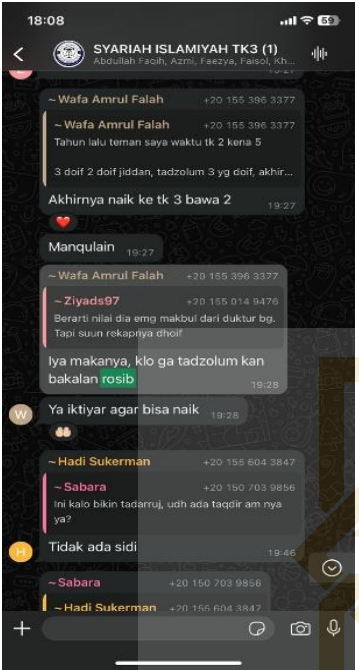 18:08
59
SYARIAH ISLAMIYAH TK3 (1)
Abdullah Faqih, Azmi, Faezya, Faisol, Kh...
19:27
~Wafa Amrul Falah +20 155 396 3377
~Wafa Amrul Falah +20 155 396 3377
Tahun lalu teman saya waktu tk 2 kena 5
3 doif 2 doif jiddan, tadzolum 3 yg doif, akhir...
Akhirnya naik ke tk 3 bawa 2 19:27
Manqulain 19:27
~Wafa Amrul Falah +20 155 396 3377
~Ziyads97 +20 155 014 9476
Berarti nilai dia emg makbul dari duktur bg.
Tapi suun rekapnya dhoif
Iya makanya, klo ga tadzolum kan
bakalan rosib 19:28
W
Ya iktiyar agar bisa naik 19:28
~Hadi Sukerman +20 155 604 3847
~Sabara +20 150 703 9856
Ini kalo bikin tadarruj, udh ada taqdir am nya
ya?
H
Tidak ada sidi 19:46
~Sabara +20 150 703 9856
~Hadi Sukerman +20 155 604 3847